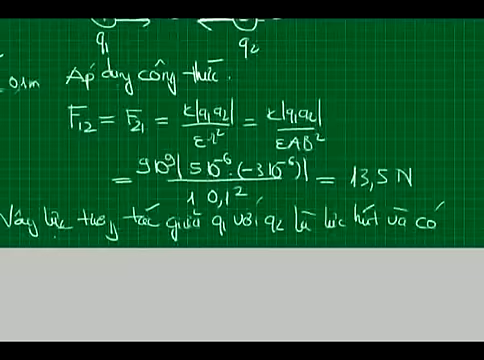 q₁ q₂
0,1m Áp dụng công thức.
F₁₂ = F₂₁ = k|q₁q₂| / ε r² = k|q₁q₂| / εAB²
= 9 10⁹|5 10⁻⁶ · (-3 10⁻⁶)| / 1 0,1² = 13,5 N
Vậy lực tương tác giữa q₁ với q₂ là lực hút và có